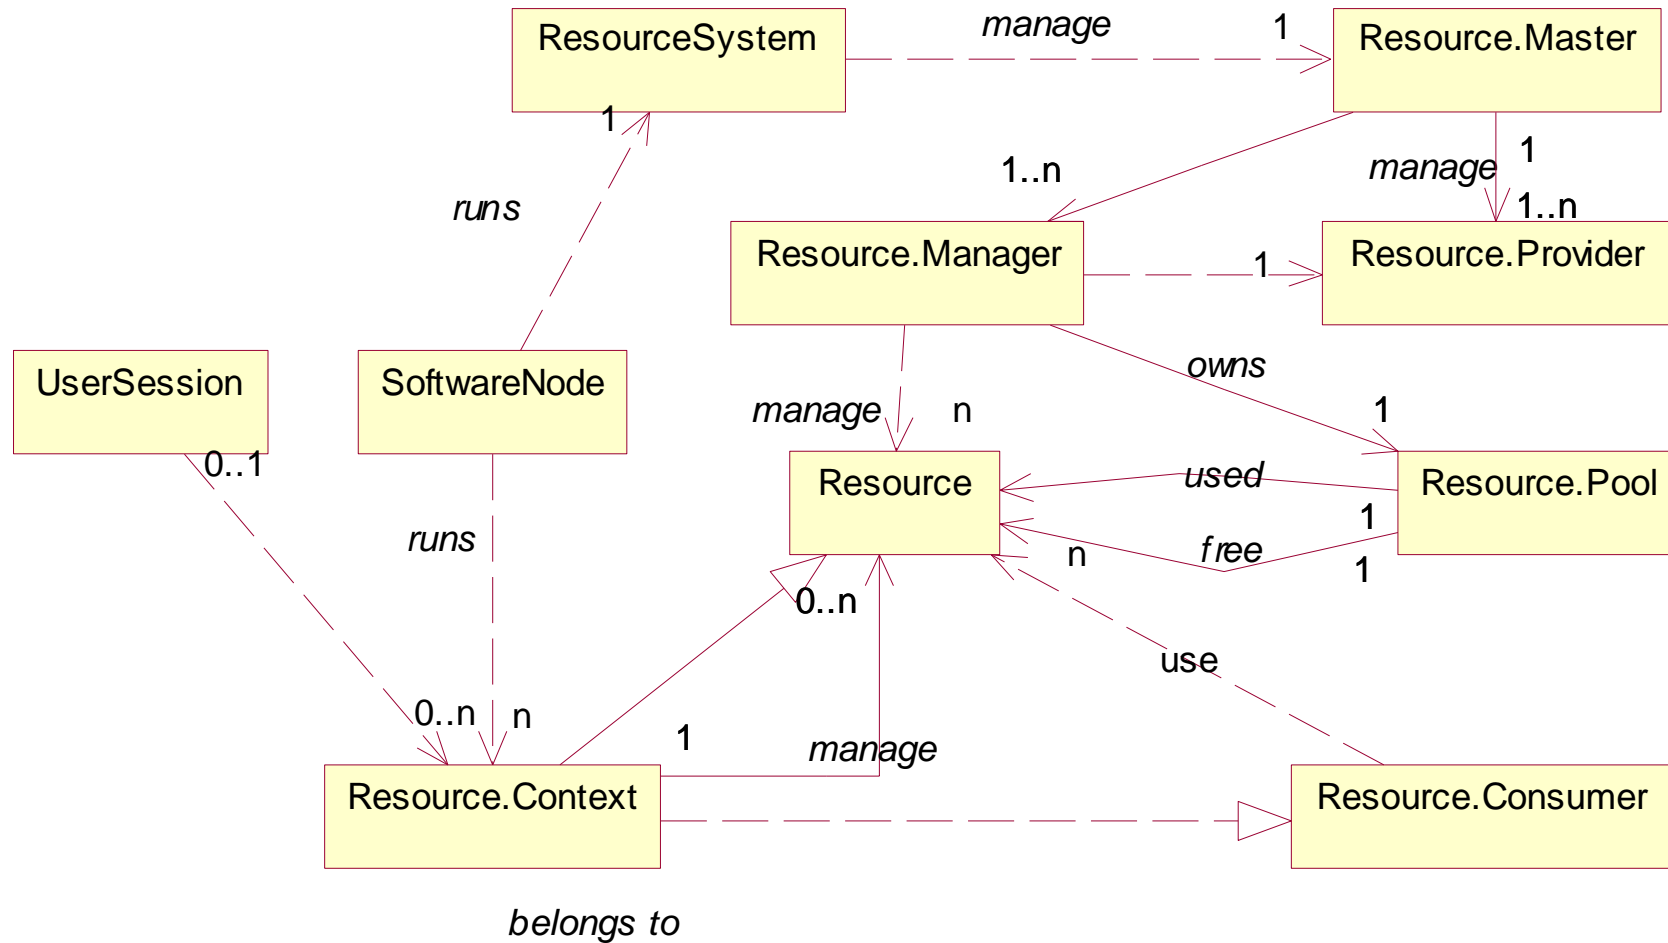 ResourceSystem
manage
1
Resource.Master
1
1..n
manage
1
1..n
runs
Resource.Manager
1
Resource.Provider
UserSession
SoftwareNode
owns
manage
n
1
0..1
Resource
used
Resource.Pool
1
runs
n
free
1
0..n
use
0..n
n
1
manage
Resource.Context
Resource.Consumer
belongs to